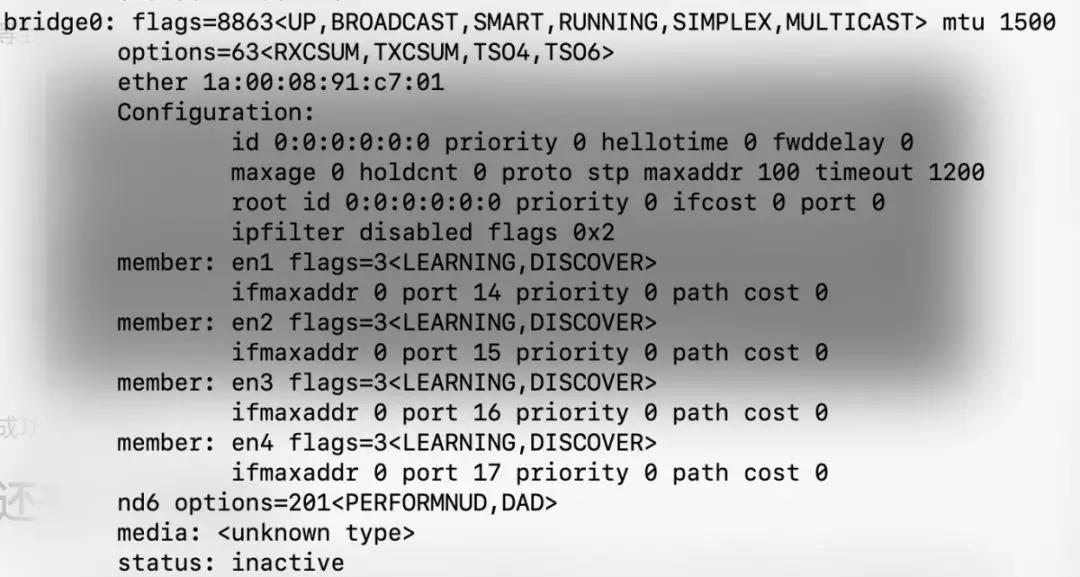 bridge0: flags=8863<UP,BROADCAST,SMART,RUNNING,SIMPLEX,MULTICAST> mtu 1500
options=63<RXCSUM,TXCSUM,TSO4,TSO6>
ether 1a:00:08:91:c7:01
Configuration:
id 0:0:0:0:0:0 priority 0 hellotime 0 fwddelay 0
maxage 0 holdcnt 0 proto stp maxaddr 100 timeout 1200
root id 0:0:0:0:0:0 priority 0 ifcost 0 port 0
ipfilter disabled flags 0x2
member: en1 flags=3<LEARNING,DISCOVER>
ifmaxaddr 0 port 14 priority 0 path cost 0
member: en2 flags=3<LEARNING,DISCOVER>
ifmaxaddr 0 port 15 priority 0 path cost 0
member: en3 flags=3<LEARNING,DISCOVER>
ifmaxaddr 0 port 16 priority 0 path cost 0
成功
member: en4 flags=3<LEARNING,DISCOVER>
ifmaxaddr 0 port 17 priority 0 path cost 0
还
nd6 options=201<PERFORMNUD,DAD>
media: <unknown type>
status: inactive